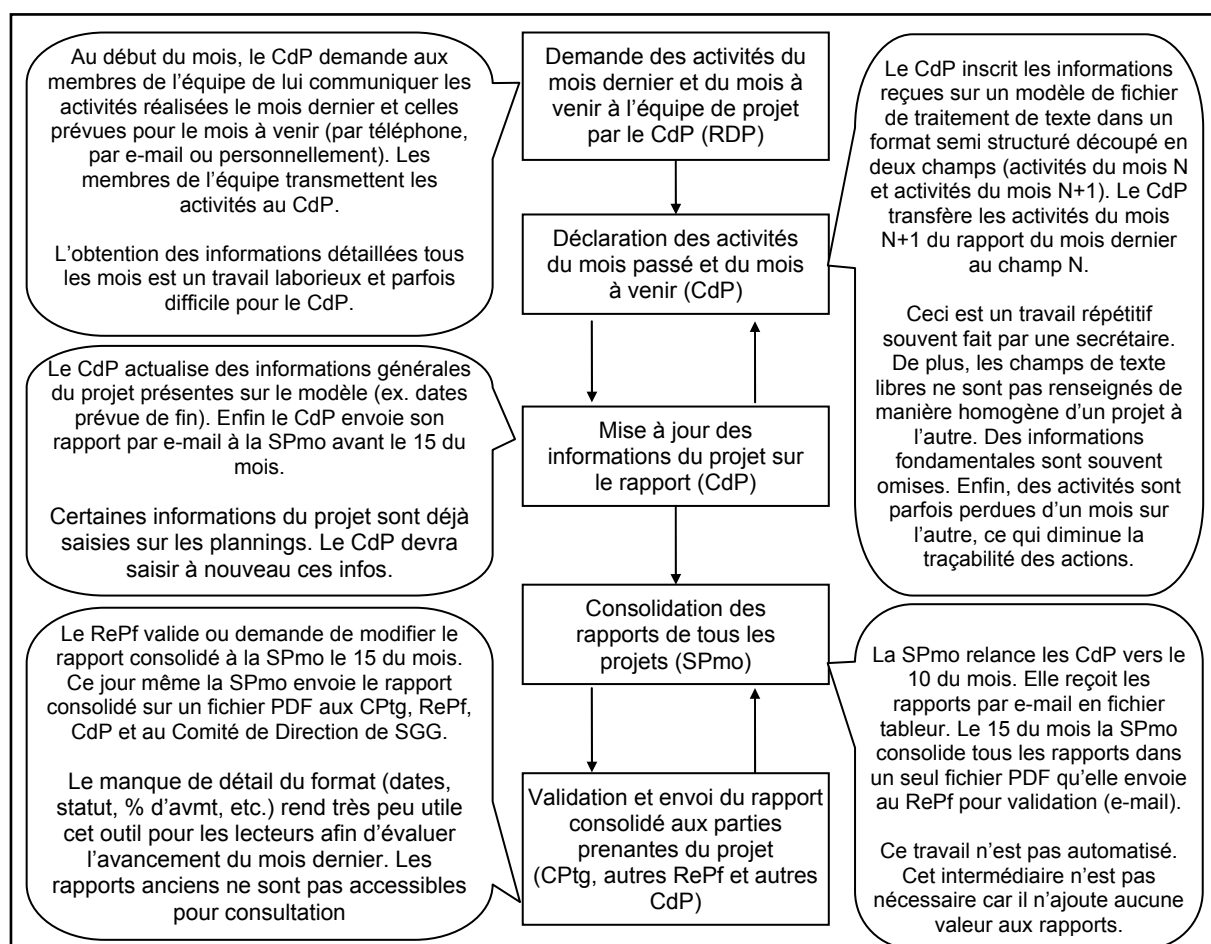 Au début du mois, le CdP demande aux
membres de l'équipe de lui communiquer les
activités réalisées le mois dernier et celles
prévues pour le mois à venir (par téléphone,
par e-mail ou personnellement). Les
membres de l'équipe transmettent les
activités au CdP.
L'obtention des informations détaillées tous
les mois est un travail laborieux et parfois
difficile pour le CdP.
Demande des activités du
mois dernier et du mois à
venir à l'équipe de projet
par le CdP (RDP)
Le CdP inscrit les informations
reçues sur un modèle de fichier
de traitement de texte dans un
format semi structuré découpé en
deux champs (activités du mois N
et activités du mois N+1). Le CdP
transfère les activités du mois
N+1 du rapport du mois dernier
au champ N.
Ceci est un travail répétitif
souvent fait par une secrétaire.
De plus, les champs de texte
libres ne sont pas renseignés de
manière homogène d'un projet à
l'autre. Des informations
fondamentales sont souvent
omises. Enfin, des activités sont
parfois perdues d'un mois sur
l'autre, ce qui diminue la
traçabilité des actions.
Déclaration des activités
du mois passé et du mois
à venir (CdP)
Le CdP actualise des informations générales
du projet présentes sur le modèle (ex. dates
prévue de fin). Enfin le CdP envoie son
rapport par e-mail à la SPmo avant le 15 du
mois.
Certaines informations du projet sont déjà
saisies sur les plannings. Le CdP devra
saisir à nouveau ces infos.
Mise à jour des
informations du projet sur
le rapport (CdP)
Consolidation des
rapports de tous les
projets (SPmo)
Le RePf valide ou demande de modifier le
rapport consolidé à la SPmo le 15 du mois.
Ce jour même la SPmo envoie le rapport
consolidé sur un fichier PDF aux CPtg, RePf,
CdP et au Comité de Direction de SGG.
Le manque de détail du format (dates,
statut, % d'avmt, etc.) rend très peu utile
cet outil pour les lecteurs afin d'évaluer
l'avancement du mois dernier. Les
rapports anciens ne sont pas accessibles
pour consultation
La SPmo relance les CdP vers le
10 du mois. Elle reçoit les
rapports par e-mail en fichier
tableur. Le 15 du mois la SPmo
consolide tous les rapports dans
un seul fichier PDF qu'elle envoie
au RePf pour validation (e-mail).
Ce travail n'est pas automatisé.
Cet intermédiaire n'est pas
nécessaire car il n'ajoute aucune
valeur aux rapports.
Validation et envoi du rapport
consolidé aux parties
prenantes du projet
(CPtg, autres RePf et autres
CdP)